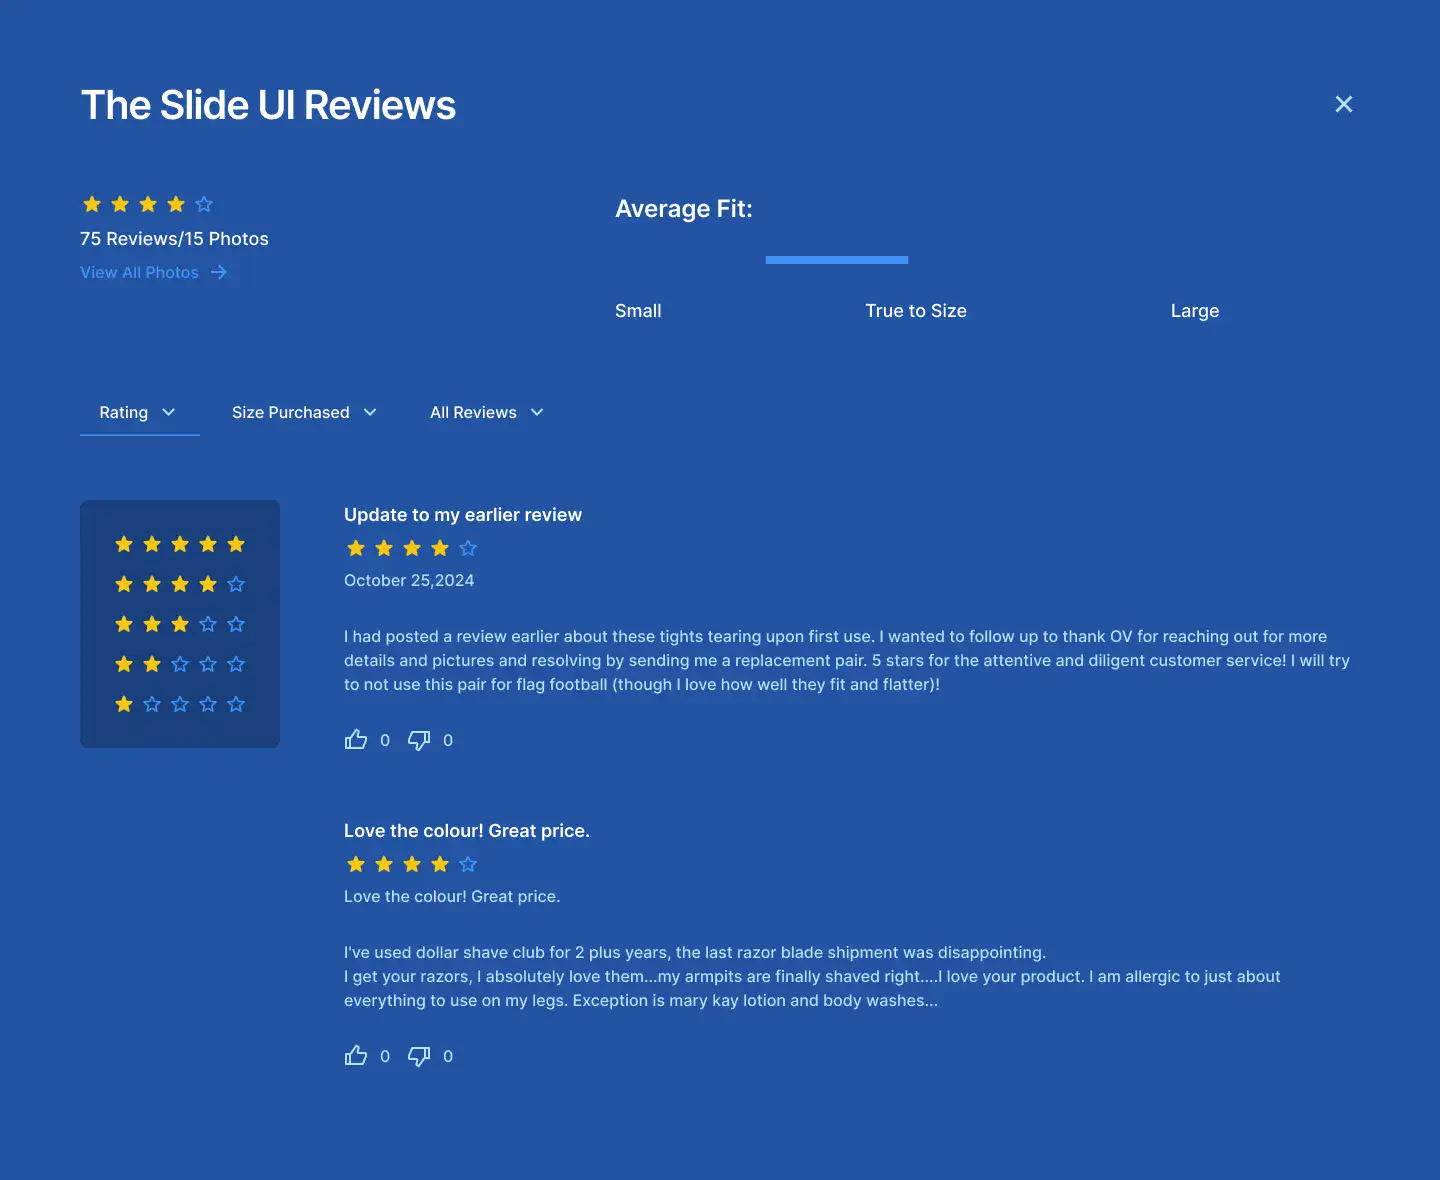 The Slide UI Reviews
75 Reviews/15 Photos
View All Photos
Average Fit:
Small
True to Size
Large
Rating
Size Purchased
All Reviews
Update to my earlier review
October 25,2024
I had posted a review earlier about these tights tearing upon first use. I wanted to follow up to thank OV for reaching out for more
details and pictures and resolving by sending me a replacement pair. 5 stars for the attentive and diligent customer service! I will try
to not use this pair for flag football (though I love how well they fit and flatter)!
0
0
Love the colour! Great price.
Love the colour! Great price.
I've used dollar shave club for 2 plus years, the last razor blade shipment was disappointing.
I get your razors, I absolutely love them...my armpits are finally shaved right....I love your product. I am allergic to just about
everything to use on my legs. Exception is mary kay lotion and body washes...
0
0